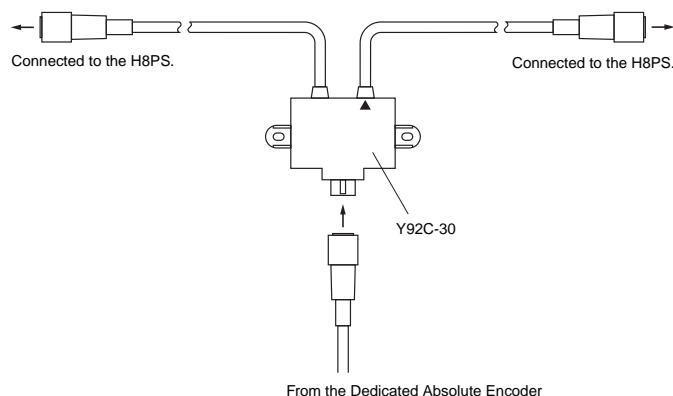 Connected to the H8PS.
Connected to the H8PS.
Y92C-30
From the Dedicated Absolute Encoder